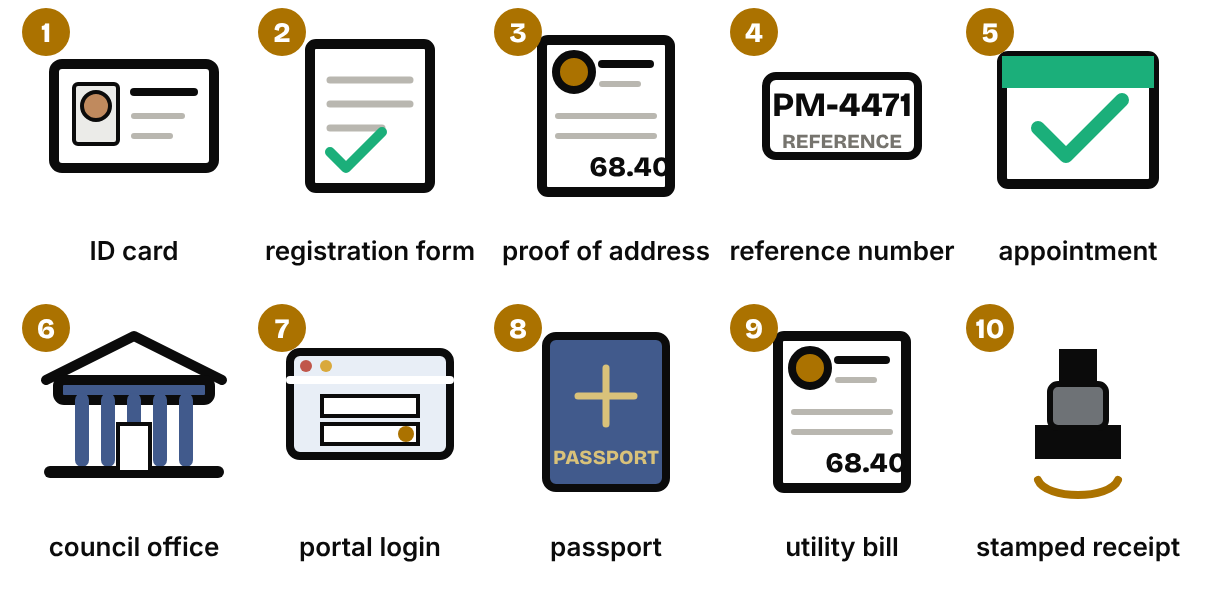 1
ID card
2
registration form
3
68.40
proof of address
4
PM-4471
REFERENCE
reference number
5
appointment
6
council office
7
portal login
8
PASSPORT
passport
9
68.40
utility bill
10
stamped receipt